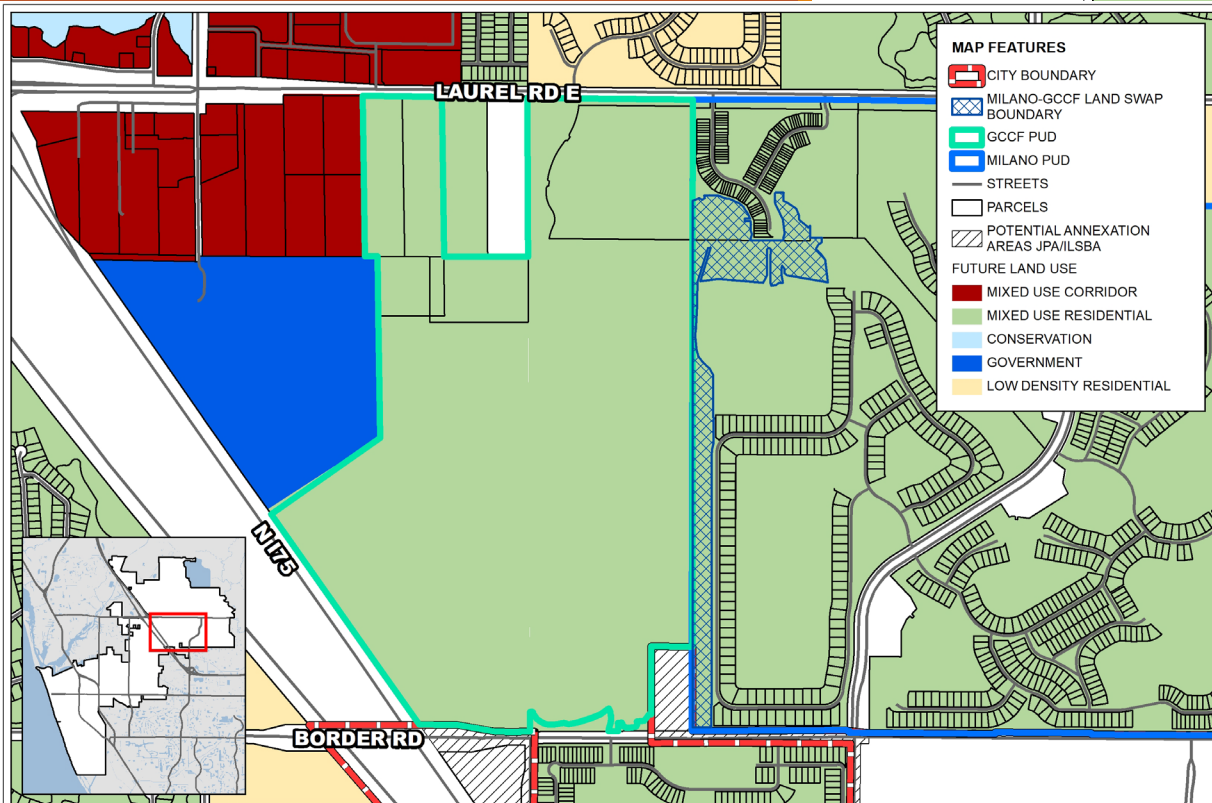 LAUREL RD E
MAP FEATURES
CITY BOUNDARY
MILANO-GCCF LAND SWAP
BOUNDARY
GCCF PUD
MILANO PUD
STREETS
PARCELS
POTENTIAL ANNEXATION
AREAS JPA/ILSBA
FUTURE LAND USE
MIXED USE CORRIDOR
MIXED USE RESIDENTIAL
CONSERVATION
GOVERNMENT
LOW DENSITY RESIDENTIAL
N I75
BORDER RD